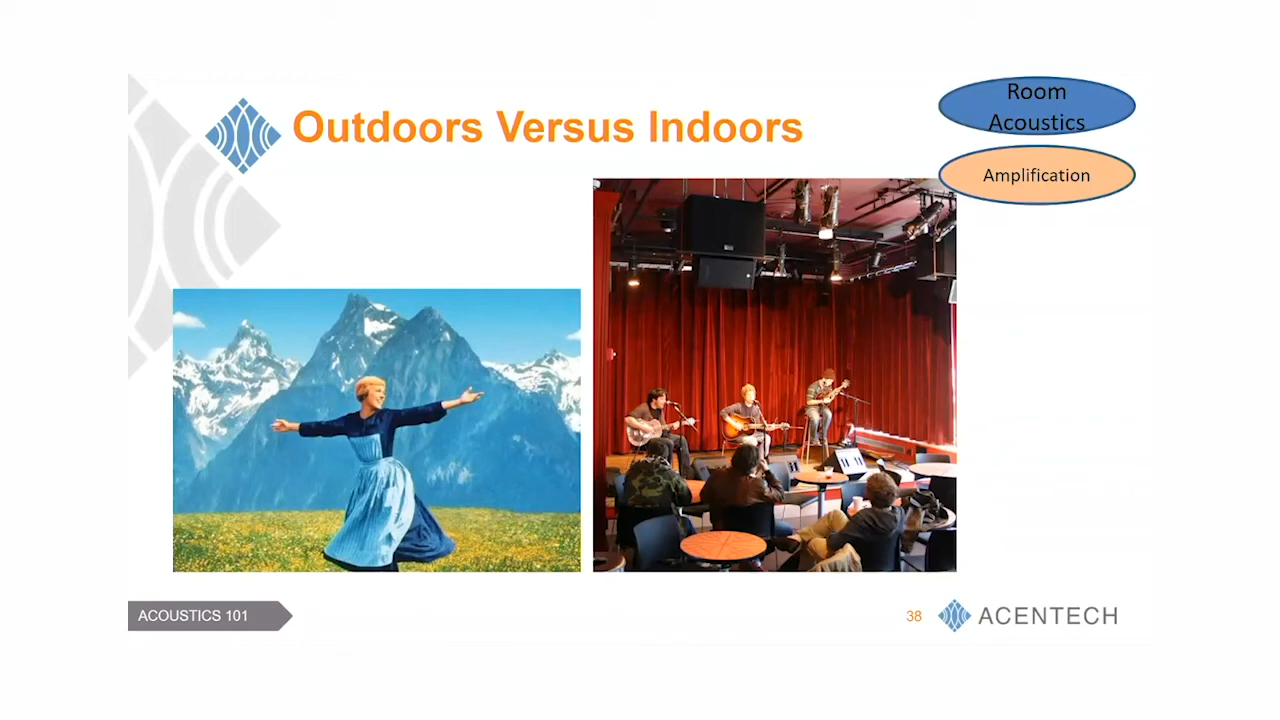 Outdoors Versus Indoors
Room
Acoustics
Amplification
ACOUSTICS 101
38
ACENTECH